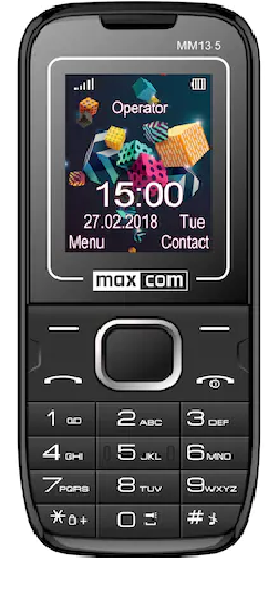 MM13 5
Operator
15:00
27.02.2018 Tue
Menu Contact
maxcom
1 2 ABC 3 DEF
4 GHI 5 JKL 6 MNO
7 PQRS 8 TUV 9 WXYZ
* 0 + #